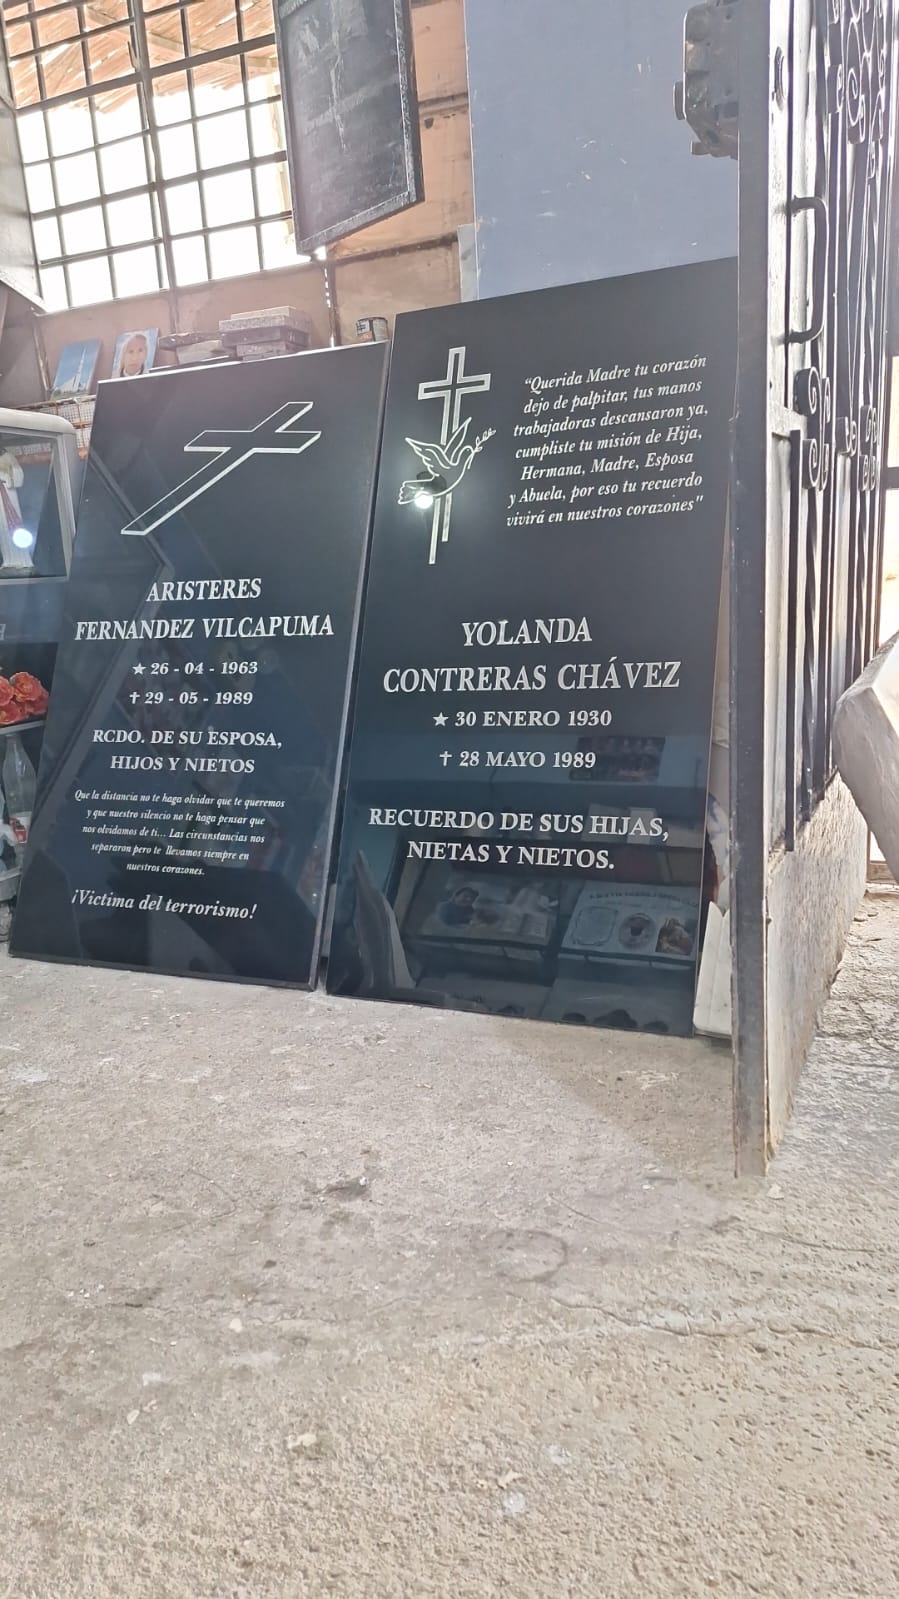 ARISTERES
FERNANDEZ VILCAPUMA
★ 26 - 04 - 1963
✝ 29 - 05 - 1989
RCDO. DE SU ESPOSA,
HIJOS Y NIETOS
Que la distancia no te haga olvidar que te queremos
y que nuestro silencio no te haga pensar que
nos olvidamos de ti... Las circunstancias nos
separaron pero te llevamos siempre en
nuestros corazones.
¡Victima del terrorismo!
"Querida Madre tu corazón
dejo de palpitar, tus manos
trabajadoras descansaron ya,
cumpliste tu misión de Hija,
Hermana, Madre, Esposa
y Abuela, por eso tu recuerdo
vivirá en nuestros corazones"
YOLANDA
CONTRERAS CHÁVEZ
★ 30 ENERO 1930
✝ 28 MAYO 1989
RECUERDO DE SUS HIJAS,
NIETAS Y NIETOS.